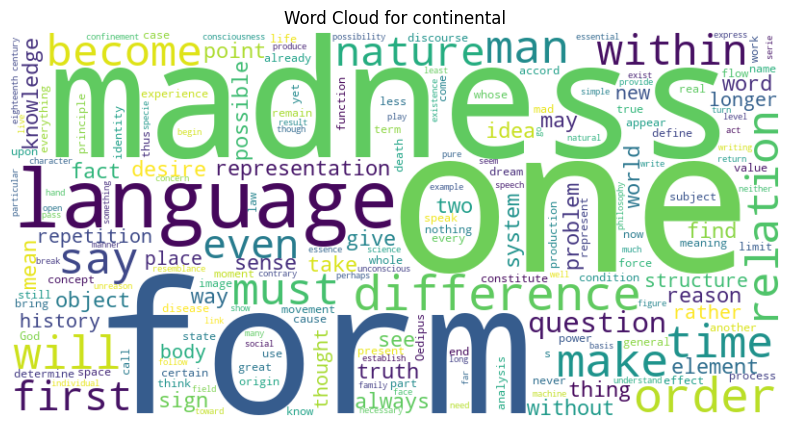 Word Cloud for continental
confinement case consciousness life possibility discourse essential express
become point nature man within work serie
eighteenth century produce already least come accord flow name
knowledge everything madness possible function less play whose idea new word longer real
principle experience yet remain term existence exist provide simple true turn level
live specie identity thus result though death mad may appear define act
upon begin pure go natural write return writing
character fact desire representation seem dream world value neither relation
particular hand something concern law example speech subject
open pass language one two philosophy find
repetition manner speak nothing every system production represent problem now meaning limit
mean break say even give essence science whole much force
resemblance sense take perhaps unconscious constitute condition structure
concept place moment contrary image well
still bring object unreason way disease movement cause must difference figure reason rather another
history link show question power general
God call body state many see present Oedipus end long time
determine space certain use social establish s basis make element process
will follow think great thought truth family part far analysis never understand effect
first individual sign field origin always face need thing machine order
toward form know necessary without